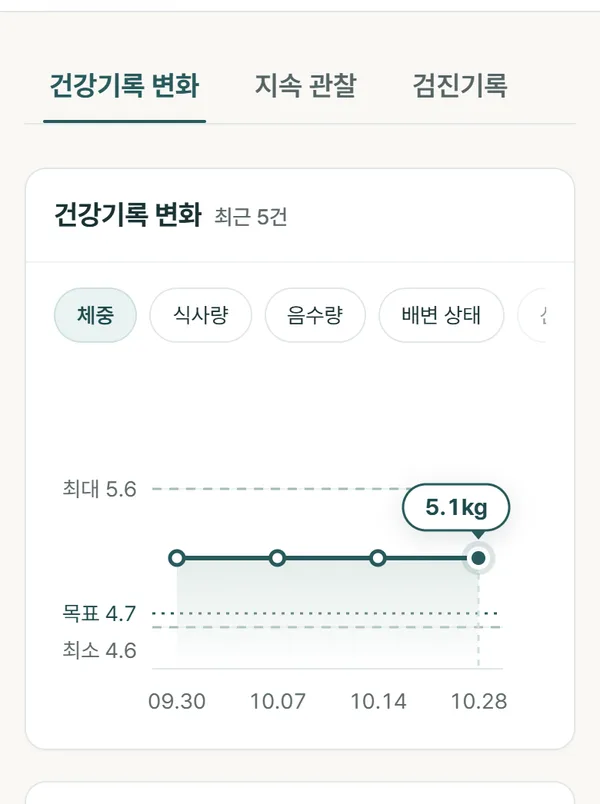 건강기록 변화 지속 관찰 검진기록
건강기록 변화 최근 5건
체중 식사량 음수량 배변 상태
최대 5.6
5.1kg
목표 4.7
최소 4.6
09.30 10.07 10.14 10.28